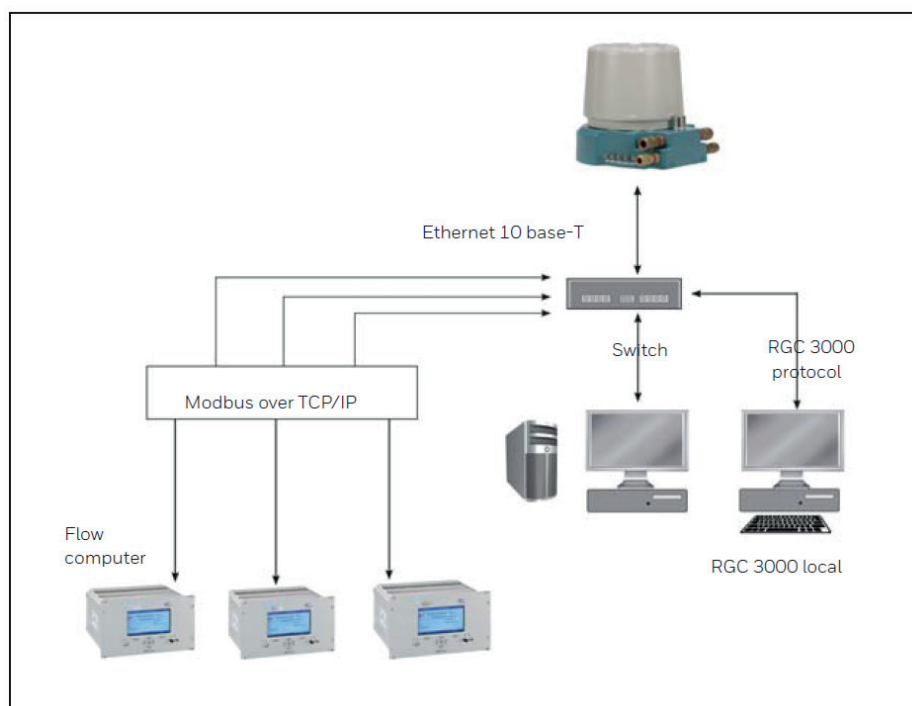 Ethernet 10 base-T
Switch
RGC 3000
protocol
Modbus over TCP/IP
Flow
computer
RGC 3000 local